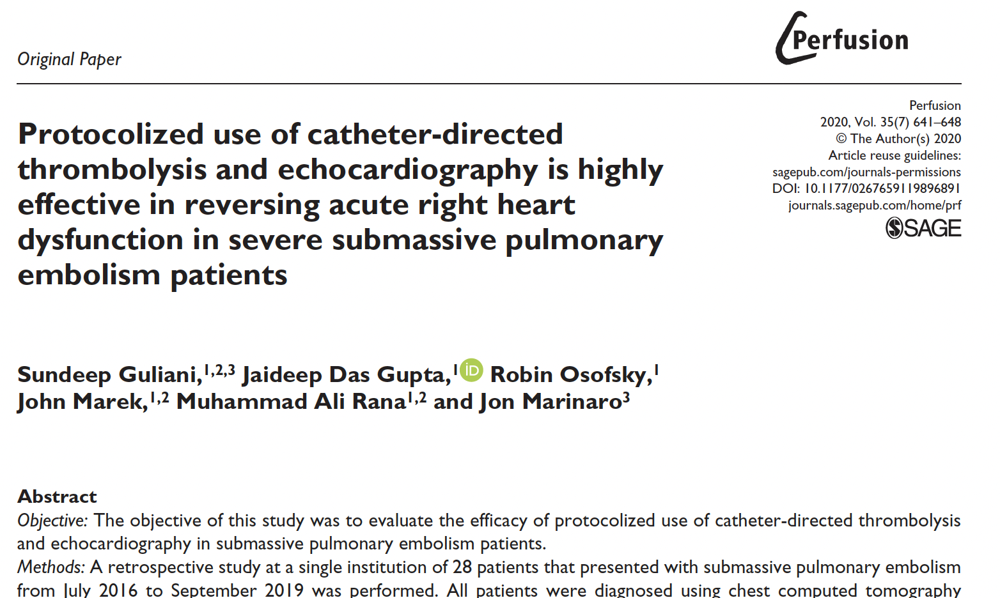 Original Paper
Perfusion
Perfusion
2020, Vol. 35(7) 641–648
© The Author(s) 2020
Article reuse guidelines:
sagepub.com/journals-permissions
DOI: 10.1177/0267659119896891
journals.sagepub.com/home/prf
SSAGE
Protocolized use of catheter-directed
thrombolysis and echocardiography is highly
effective in reversing acute right heart
dysfunction in severe submassive pulmonary
embolism patients
Sundeep Guliani,1,2,3 Jaideep Das Gupta,1 iD Robin Osofsky,1
John Marek,1,2 Muhammad Ali Rana1,2 and Jon Marinaro3
Abstract
Objective: The objective of this study was to evaluate the efficacy of protocolized use of catheter-directed thrombolysis
and echocardiography in submassive pulmonary embolism patients.
Methods: A retrospective study at a single institution of 28 patients that presented with submassive pulmonary embolism
from July 2016 to September 2019 was performed. All patients were diagnosed using chest computed tomography